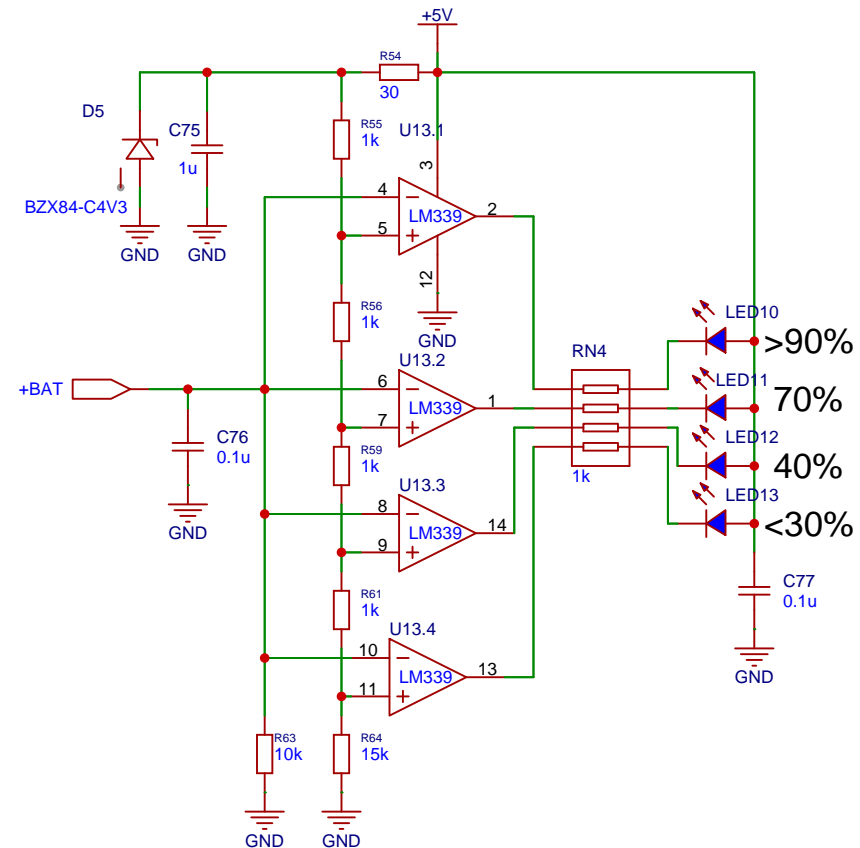 +5V
R54
30
D5
C75
1u
R55
1k
U13.1
3
BZX84-C4V3
4
LM339
2
5
GND
GND
12
R56
1k
GND
LED10
>90%
U13.2
RN4
+BAT
6
LM339
1
7
LED11
70%
C76
0.1u
R59
1k
LED12
40%
1k
GND
U13.3
8
LM339
14
9
LED13
<30%
R61
1k
C77
0.1u
U13.4
10
LM339
13
11
GND
R63
10k
R64
15k
GND
GND